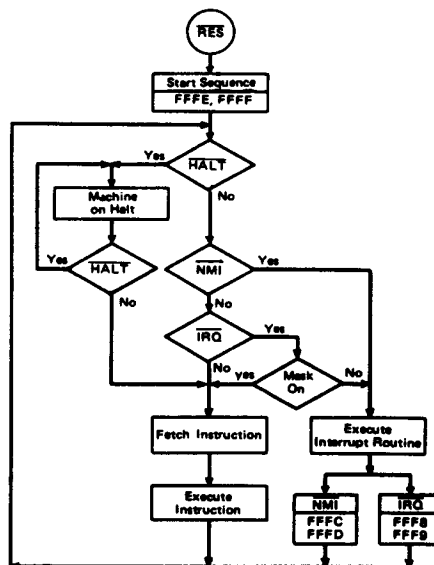 RES
Start Sequence
FFFE, FFFF
Yes
HALT
No
Machine
on Halt
Yes
HALT
No
NMI
Yes
No
IRQ
Yes
No
Yes
Mask
On
No
Fetch Instruction
Execute
Interrupt Routine
Execute
Instruction
NMI
FFFC
FFFD
IRQ
FFF8
FFF9